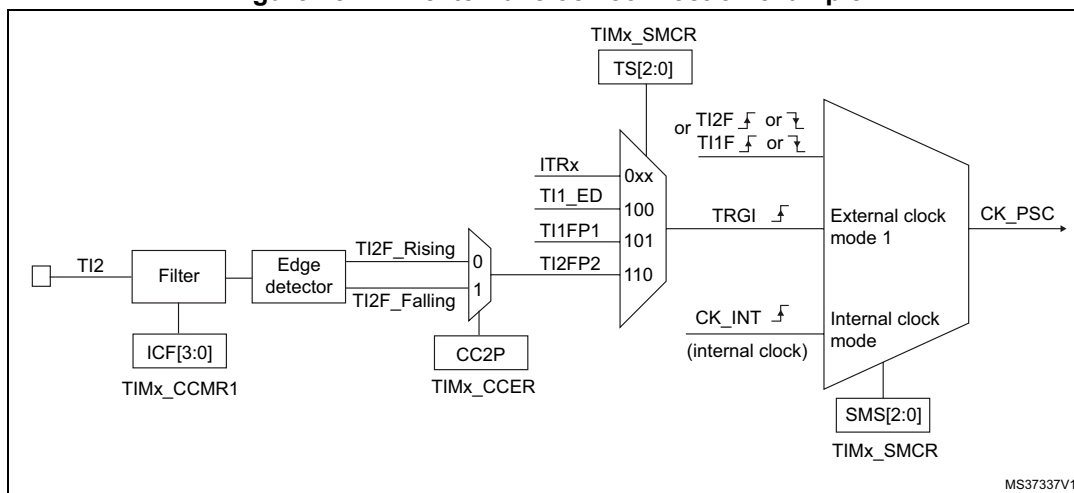 TIMx_SMCR
TS[2:0]
or TI2F or
TI1F or
ITRx
0xx
TI1_ED
100
TRGI
External clock
mode 1
CK_PSC
TI1FP1
101
TI2F_Rising
0
TI2FP2
110
TI2
Filter
Edge
detector
TI2F_Falling
1
CK_INT
Internal clock
mode
(internal clock)
ICF[3:0]
CC2P
TIMx_CCMR1
TIMx_CCER
SMS[2:0]
TIMx_SMCR
MS37337V1